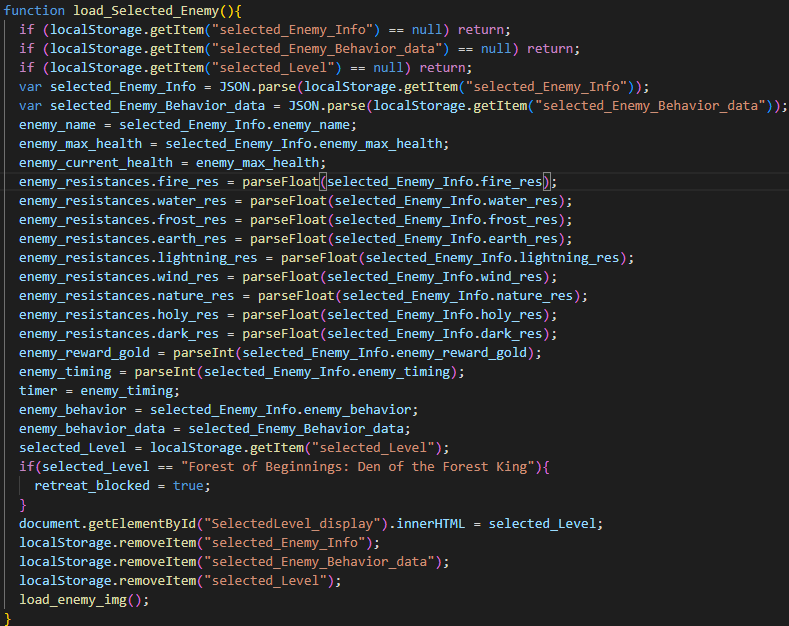 function load_Selected_Enemy(){
if (localStorage.getItem("selected_Enemy_Info") == null) return;
if (localStorage.getItem("selected_Enemy_Behavior_data") == null) return;
if (localStorage.getItem("selected_Level") == null) return;
var selected_Enemy_Info = JSON.parse(localStorage.getItem("selected_Enemy_Info"));
var selected_Enemy_Behavior_data = JSON.parse(localStorage.getItem("selected_Enemy_Behavior_data"));
enemy_name = selected_Enemy_Info.enemy_name;
enemy_max_health = selected_Enemy_Info.enemy_max_health;
enemy_current_health = enemy_max_health;
enemy_resistances.fire_res = parseFloat(selected_Enemy_Info.fire_res);
enemy_resistances.water_res = parseFloat(selected_Enemy_Info.water_res);
enemy_resistances.frost_res = parseFloat(selected_Enemy_Info.frost_res);
enemy_resistances.earth_res = parseFloat(selected_Enemy_Info.earth_res);
enemy_resistances.lightning_res = parseFloat(selected_Enemy_Info.lightning_res);
enemy_resistances.wind_res = parseFloat(selected_Enemy_Info.wind_res);
enemy_resistances.nature_res = parseFloat(selected_Enemy_Info.nature_res);
enemy_resistances.holy_res = parseFloat(selected_Enemy_Info.holy_res);
enemy_resistances.dark_res = parseFloat(selected_Enemy_Info.dark_res);
enemy_reward_gold = parseInt(selected_Enemy_Info.enemy_reward_gold);
enemy_timing = parseInt(selected_Enemy_Info.enemy_timing);
timer = enemy_timing;
enemy_behavior = selected_Enemy_Info.enemy_behavior;
enemy_behavior_data = selected_Enemy_Behavior_data;
selected_Level = localStorage.getItem("selected_Level");
if(selected_Level == "Forest of Beginnings: Den of the Forest King"){
retreat_blocked = true;
}
document.getElementById("SelectedLevel_display").innerHTML = selected_Level;
localStorage.removeItem("selected_Enemy_Info");
localStorage.removeItem("selected_Enemy_Behavior_data");
localStorage.removeItem("selected_Level");
load_enemy_img();
}